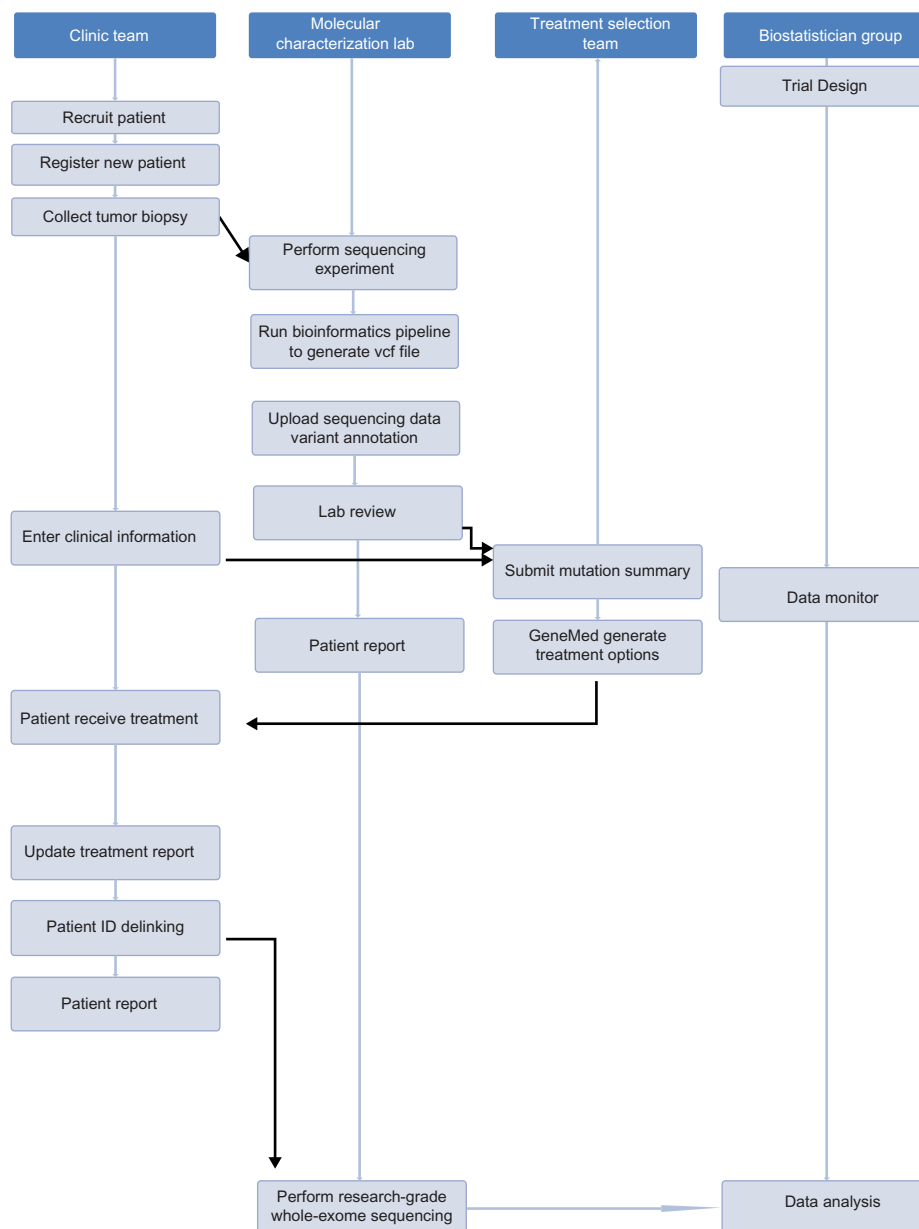 Clinic team
Molecular
characterization lab
Treatment selection
team
Biostatistician group
Trial Design
Recruit patient
Register new patient
Collect tumor biopsy
Perform sequencing
experiment
Run bioinformatics pipeline
to generate vcf file
Upload sequencing data
variant annotation
Lab review
Enter clinical information
Submit mutation summary
Data monitor
Patient report
GeneMed generate
treatment options
Patient receive treatment
Update treatment report
Patient ID delinking
Patient report
Perform research-grade
whole-exome sequencing
Data analysis